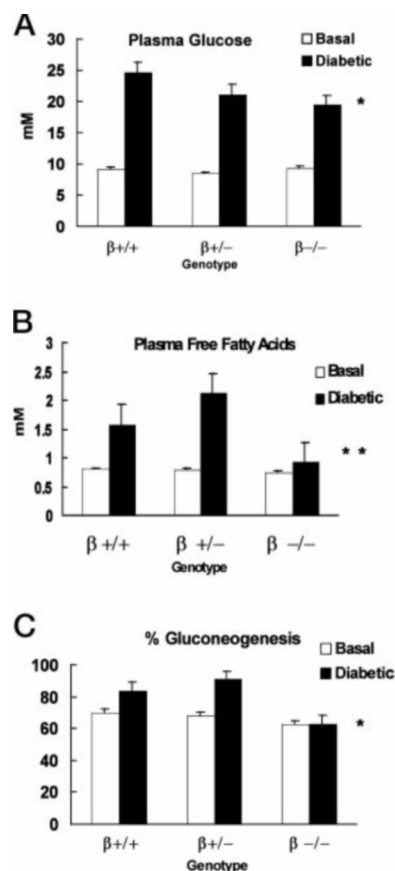 A
Plasma Glucose
Basal
Diabetic
30
25
20
15
10
5
0
mM
*
β+/+ β+/− β−/−
Genotype
B
Plasma Free Fatty Acids
Basal
Diabetic
3
2.5
2
1.5
1
0.5
0
mM
* *
β +/+ β +/− β −/−
Genotype
C
% Gluconeogenesis
Basal
Diabetic
100
80
60
40
20
0
*
β+/+ β+/− β −/−
Genotype